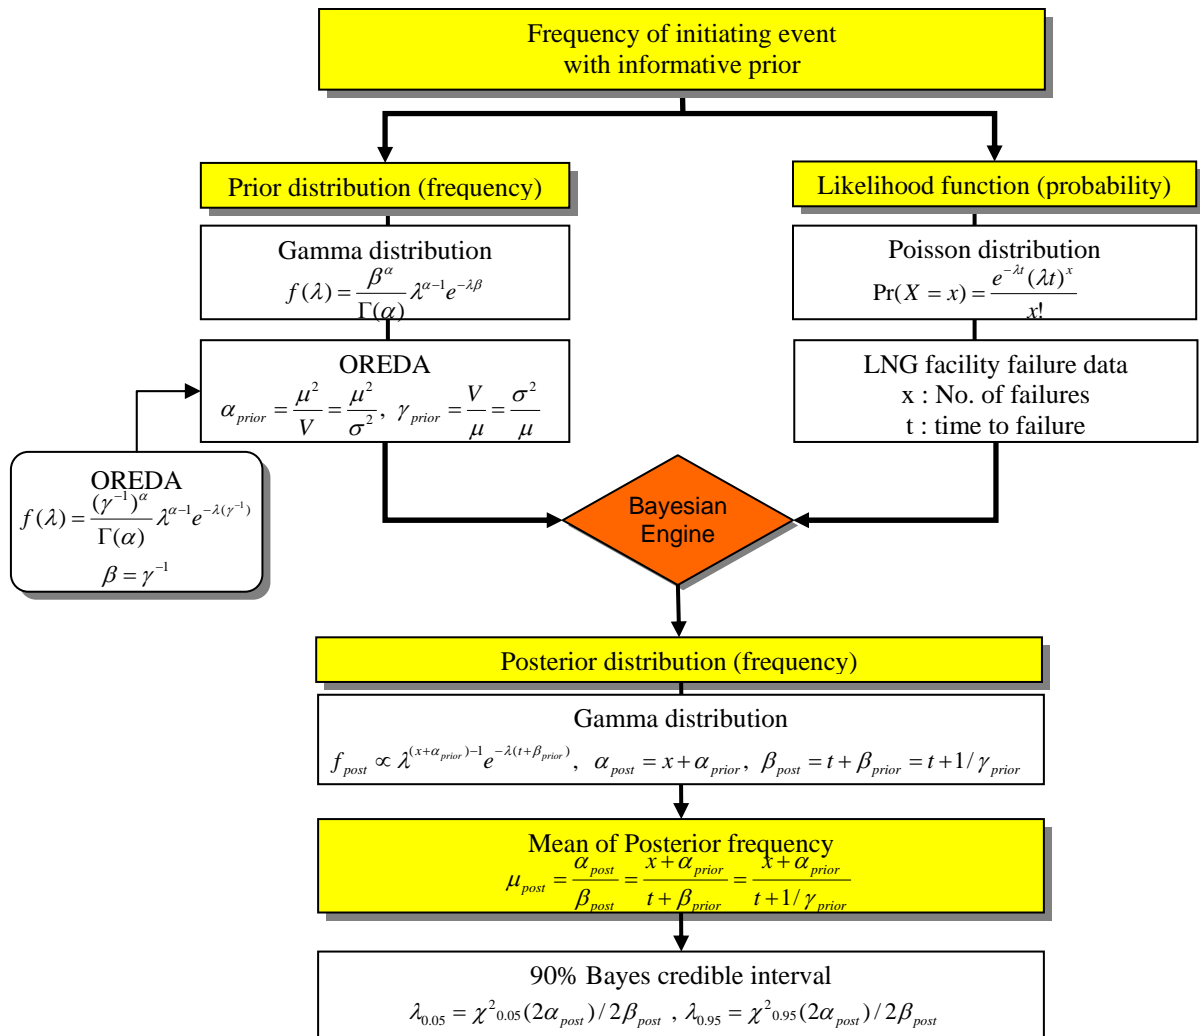 Frequency of initiating event
with informative prior
Prior distribution (frequency)
Likelihood function (probability)
Gamma distribution
f(λ) = β^α / Γ(α) λ^(α−1) e^(−λβ)
Poisson distribution
Pr(X = x) = e^(−λt) (λt)^x / x!
OREDA
α_prior = μ² / V = μ² / σ², γ_prior = V / μ = σ² / μ
LNG facility failure data
x : No. of failures
t : time to failure
OREDA
f(λ) = (γ^(−1))^α / Γ(α) λ^(α−1) e^(−λ(γ^(−1)))
β = γ^(−1)
Bayesian
Engine
Posterior distribution (frequency)
Gamma distribution
f_post ∝ λ^((x+α_prior)−1) e^(−λ(t+β_prior)), α_post = x + α_prior, β_post = t + β_prior = t + 1/γ_prior
Mean of Posterior frequency
μ_post = α_post / β_post = (x + α_prior) / (t + β_prior) = (x + α_prior) / (t + 1/γ_prior)
90% Bayes credible interval
λ_0.05 = χ²_0.05(2α_post) / 2β_post , λ_0.95 = χ²_0.95(2α_post) / 2β_post